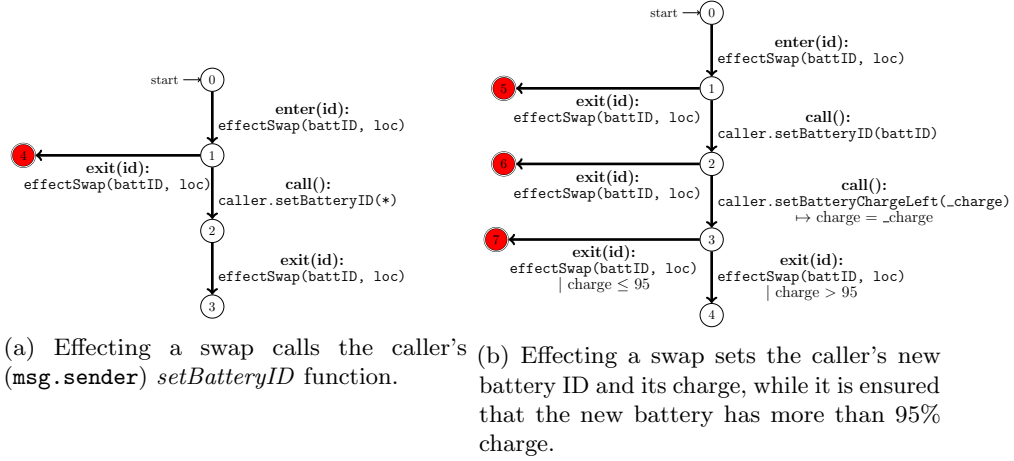 start
0
enter(id):
effectSwap(battID, loc)
4
1
exit(id):
effectSwap(battID, loc)
call():
caller.setBatteryID(*)
2
exit(id):
effectSwap(battID, loc)
3
(a) Effecting a swap calls the caller's
(msg.sender) setBatteryID function.
start
0
enter(id):
effectSwap(battID, loc)
5
1
exit(id):
effectSwap(battID, loc)
call():
caller.setBatteryID(battID)
6
2
exit(id):
effectSwap(battID, loc)
call():
caller.setBatteryChargeLeft(_charge)
↦ charge = _charge
7
3
exit(id):
effectSwap(battID, loc)
| charge ≤ 95
exit(id):
effectSwap(battID, loc)
| charge > 95
4
(b) Effecting a swap sets the caller's new
battery ID and its charge, while it is ensured
that the new battery has more than 95%
charge.